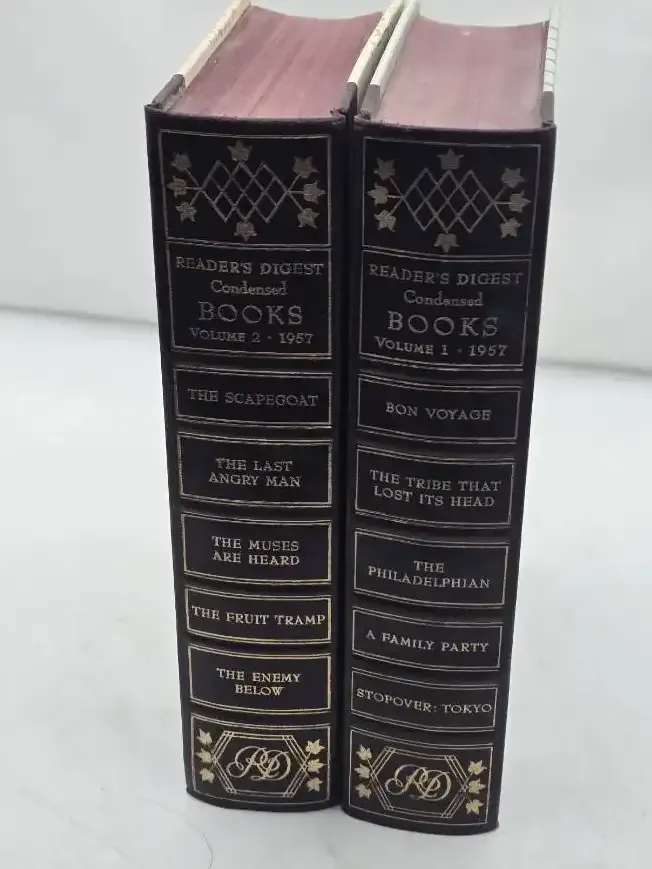 READER'S DIGEST
Condensed
BOOKS
VOLUME 2 · 1957
THE SCAPEGOAT
THE LAST
ANGRY MAN
THE MUSES
ARE HEARD
THE FRUIT TRAMP
THE ENEMY
BELOW
RD
READER'S DIGEST
Condensed
BOOKS
VOLUME 1 · 1957
BON VOYAGE
THE TRIBE THAT
LOST ITS HEAD
THE
PHILADELPHIAN
A FAMILY PARTY
STOPOVER: TOKYO
RD